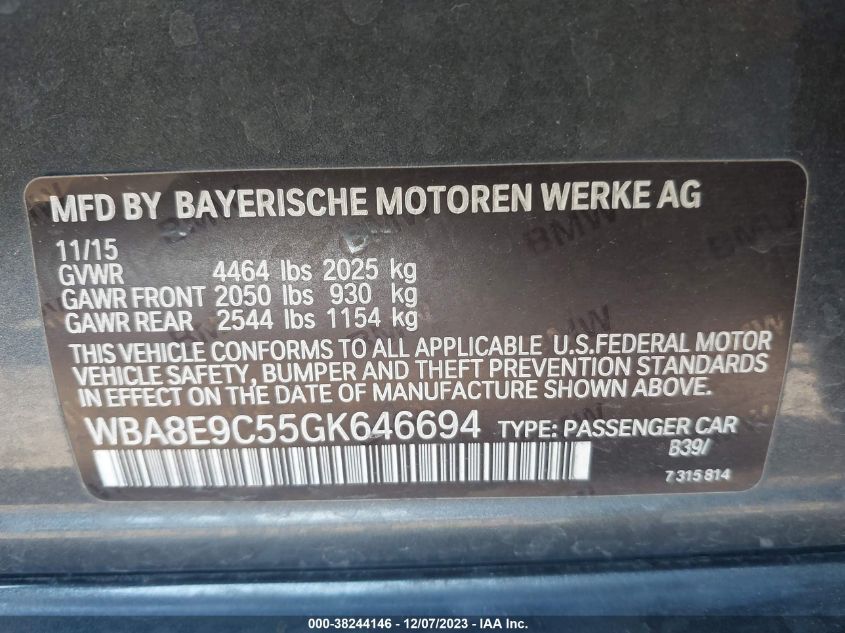 MFD BY BAYERISCHE MOTOREN WERKE AG
11/15
GVWR 4464 lbs 2025 kg
GAWR FRONT 2050 lbs 930 kg
GAWR REAR 2544 lbs 1154 kg
THIS VEHICLE CONFORMS TO ALL APPLICABLE U.S.FEDERAL MOTOR
VEHICLE SAFETY, BUMPER AND THEFT PREVENTION STANDARDS
IN EFFECT ON THE DATE OF MANUFACTURE SHOWN ABOVE.
WBA8E9C55GK646694 TYPE: PASSENGER CAR
B39/
7 315 814
000-38244146 - 12/07/2023 - IAA Inc.